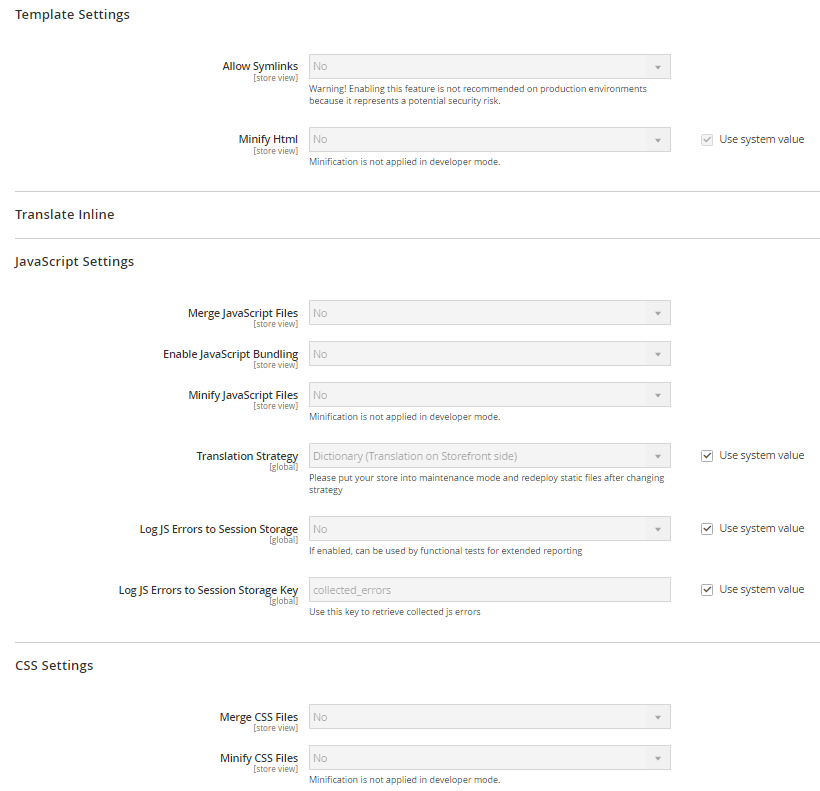 Template Settings
Allow Symlinks
[store view]
No
Warning! Enabling this feature is not recommended on production environments
because it represents a potential security risk.
Minify Html
[store view]
No
Use system value
Minification is not applied in developer mode.
Translate Inline
JavaScript Settings
Merge JavaScript Files
[store view]
No
Enable JavaScript Bundling
[store view]
No
Minify JavaScript Files
[store view]
No
Minification is not applied in developer mode.
Translation Strategy
[global]
Dictionary (Translation on Storefront side)
Use system value
Please put your store into maintenance mode and redeploy static files after changing
strategy
Log JS Errors to Session Storage
[global]
No
Use system value
If enabled, can be used by functional tests for extended reporting
Log JS Errors to Session Storage Key
[global]
collected_errors
Use system value
Use this key to retrieve collected js errors
CSS Settings
Merge CSS Files
[store view]
No
Minify CSS Files
[store view]
No
Minification is not applied in developer mode.